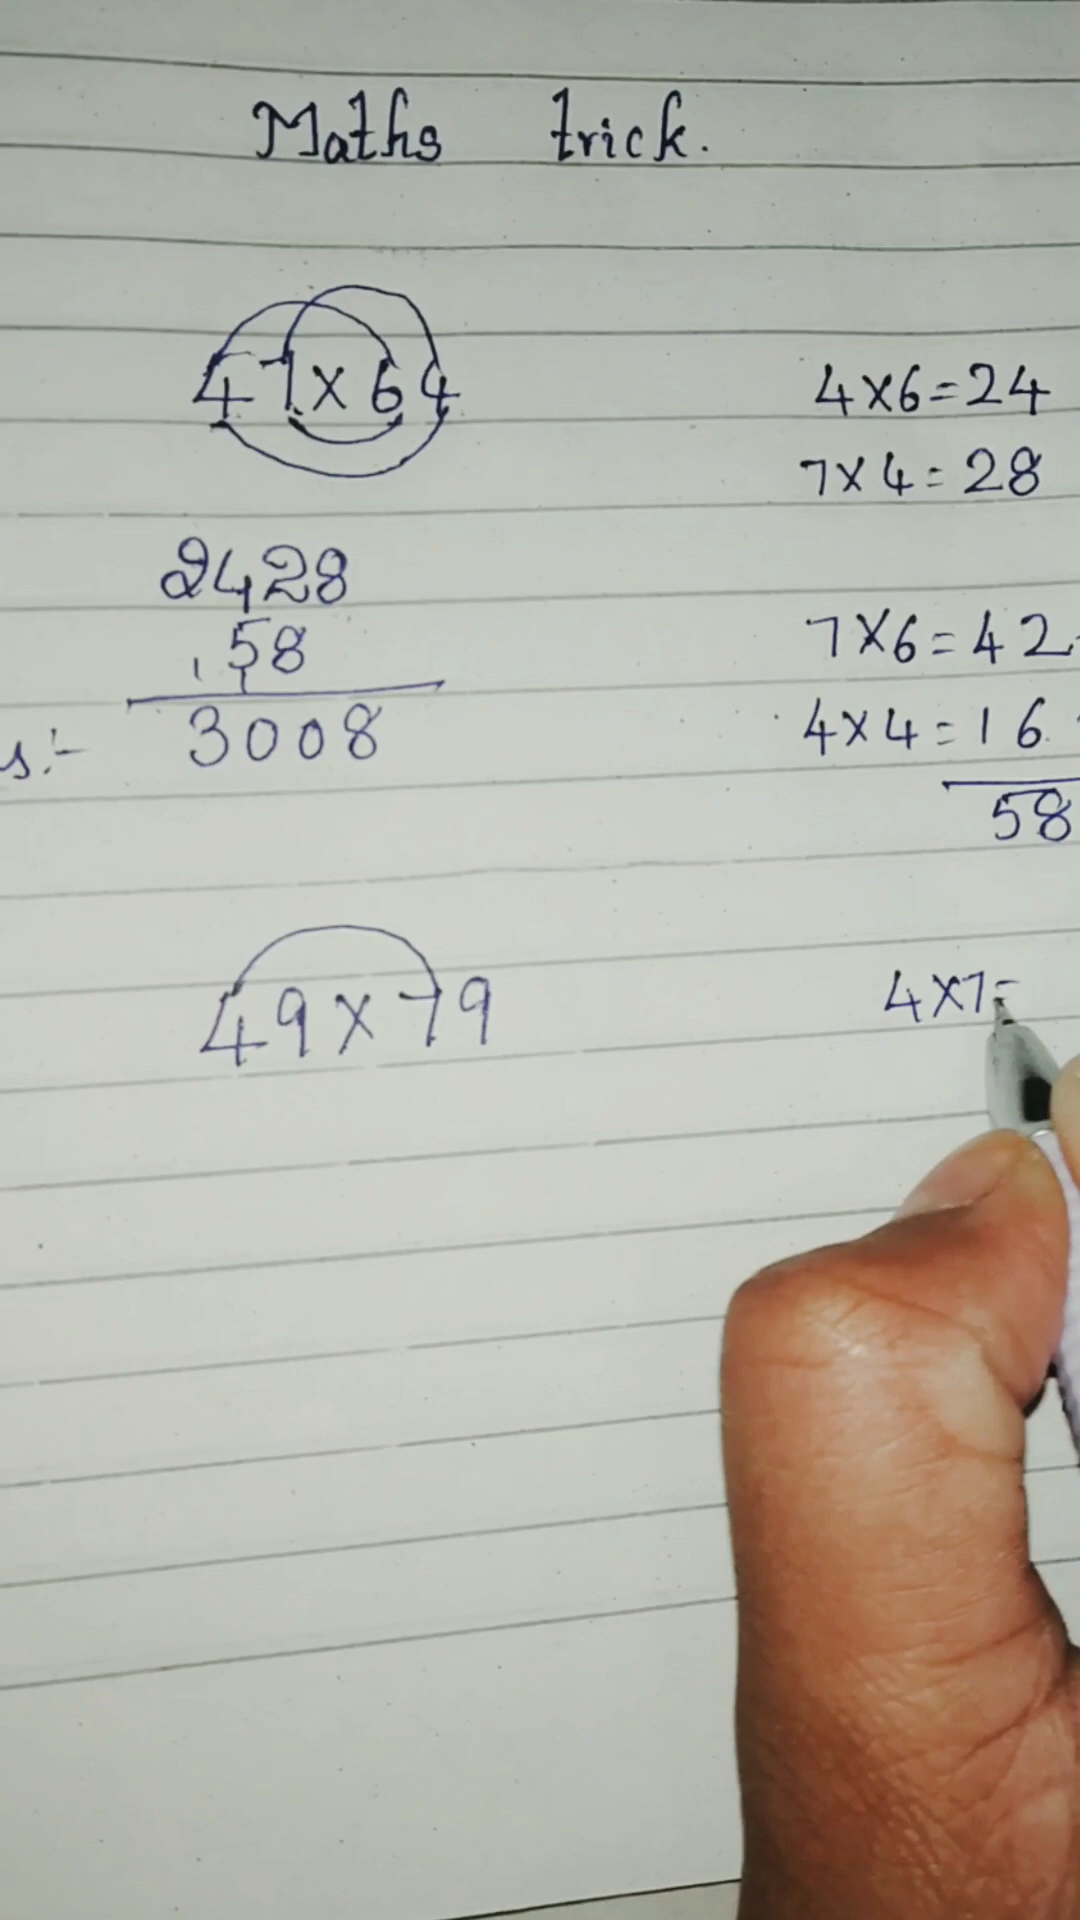 Maths trick.
47x64
4x6=24
7x4=28
2428
58
3008
7x6=42
4x4=16
58
49x79
4x7=